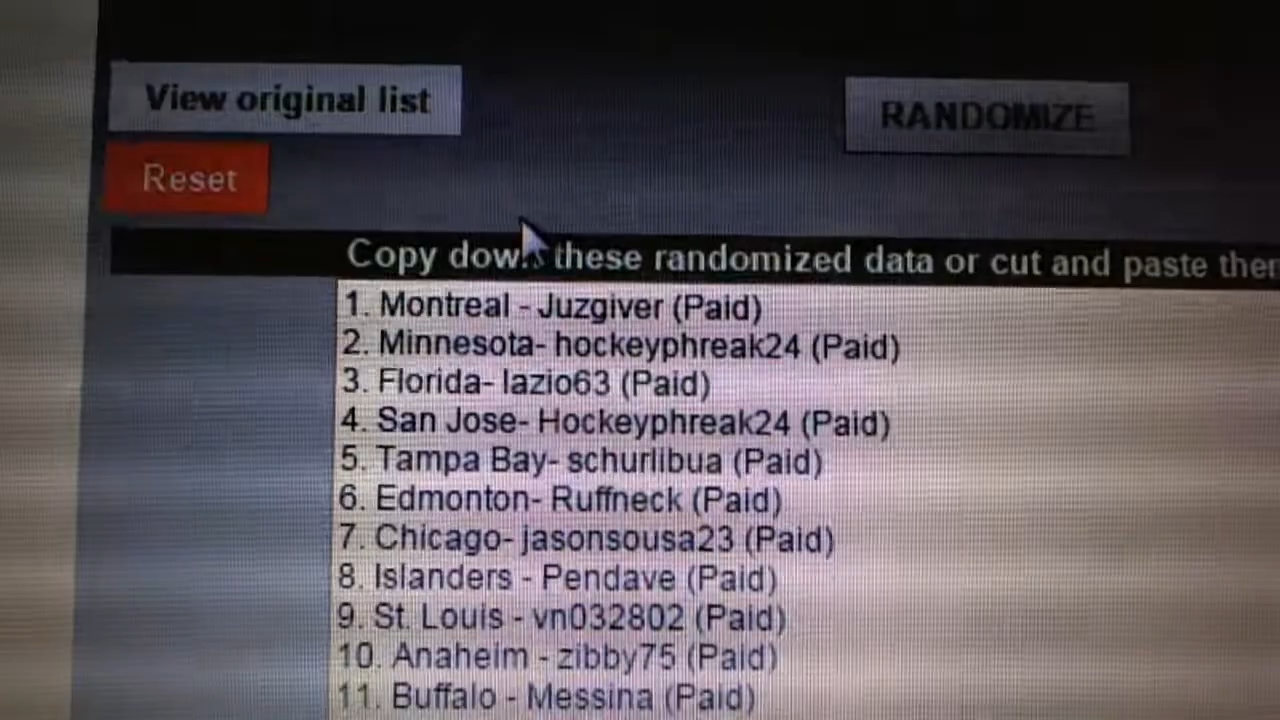 View original list
RANDOMIZE
Reset
Copy down these randomized data or cut and paste
1. Montreal - Juzgiver (Paid)
2. Minnesota- hockeyphreak24 (Paid)
3. Florida- lazio63 (Paid)
4. San Jose- Hockeyphreak24 (Paid)
5. Tampa Bay- schurlibua (Paid)
6. Edmonton- Ruffneck (Paid)
7. Chicago- jasonsousa23 (Paid)
8. Islanders - Pendave (Paid)
9. St. Louis - vn032802 (Paid)
10. Anaheim - zibby75 (Paid)
11. Buffalo - Messina (Paid)